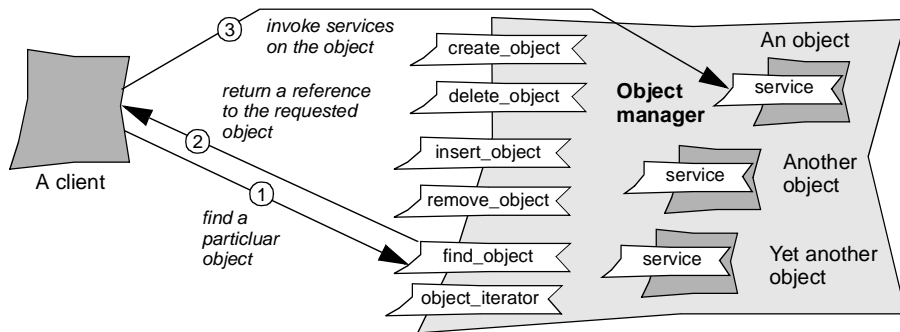 3
invoke services
on the object
return a reference
to the requested
object
2
A client
1
find a
particluar
object
create_object
delete_object
insert_object
remove_object
find_object
object_iterator
Object
manager
An object
service
Another
object
service
Yet another
object
service